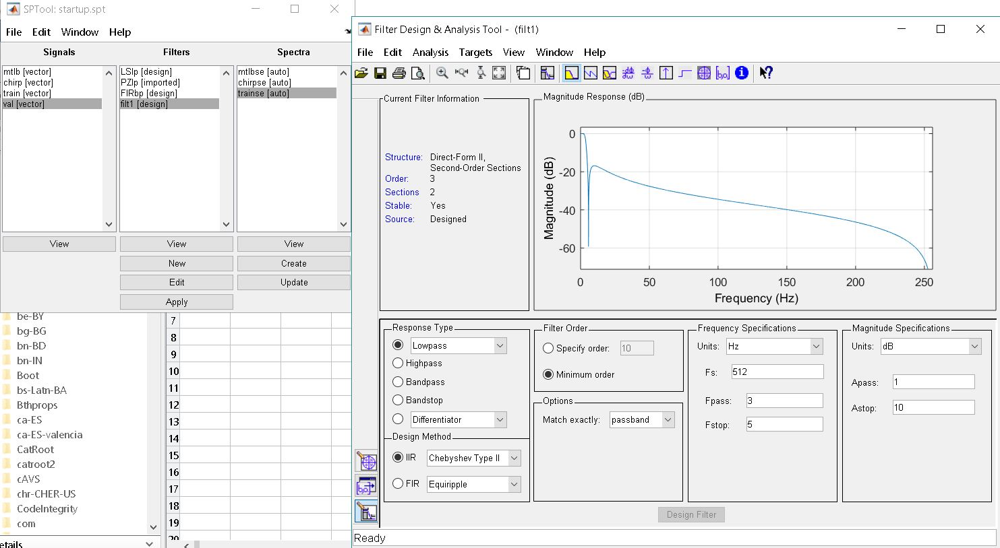 SPTool: startup.spt
File Edit Window Help
Signals
mtlb [vector]
chirp [vector]
train [vector]
val [vector]
View
Filters
LSlp [design]
PZlp [imported]
FIRbp [design]
filt1 [design]
View
New
Edit
Apply
Spectra
mtlbse [auto]
chirpse [auto]
trainse [auto]
View
Create
Update
be-BY
bg-BG
bn-BD
bn-IN
Boot
bs-Latn-BA
Bthprops
ca-ES
ca-ES-valencia
CatRoot
catroot2
cAVS
chr-CHER-US
CodeIntegrity
com
etails
7
8
9
10
11
12
13
14
15
16
17
18
19
20
Filter Design & Analysis Tool - (filt1)
File Edit Analysis Targets View Window Help
Current Filter Information
Structure: Direct-Form II,
Second-Order Sections
Order: 3
Sections 2
Stable: Yes
Source: Designed
Magnitude Response (dB)
Magnitude (dB)
0
-20
-40
-60
0 50 100 150 200 250
Frequency (Hz)
Response Type
Lowpass
Highpass
Bandpass
Bandstop
Differentiator
Design Method
IIR Chebyshev Type II
FIR Equiripple
Filter Order
Specify order: 10
Minimum order
Options
Match exactly: passband
Frequency Specifications
Units: Hz
Fs: 512
Fpass: 3
Fstop: 5
Magnitude Specifications
Units: dB
Apass: 1
Astop: 10
Design Filter
Ready